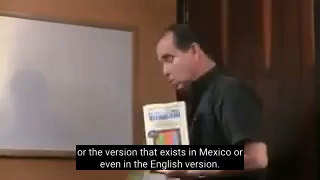 or the version that exists in Mexico or
even in the English version.